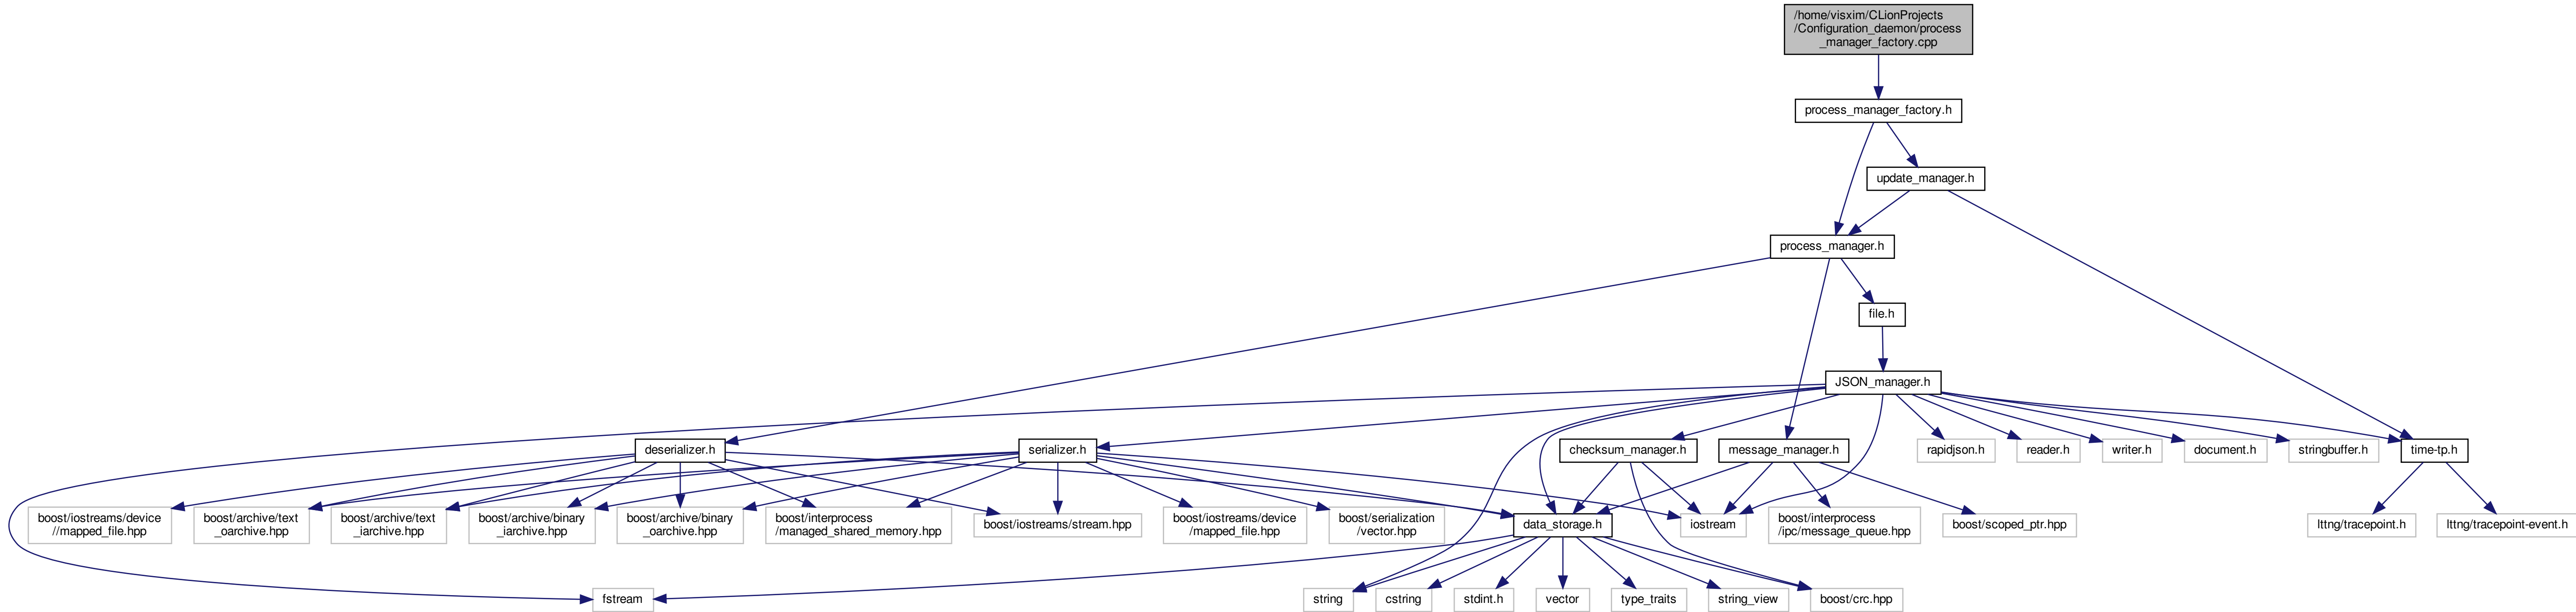 /home/visxim/CLionProjects
/Configuration_daemon/process
_manager_factory.cpp
process_manager_factory.h
update_manager.h
process_manager.h
file.h
JSON_manager.h
deserializer.h
serializer.h
checksum_manager.h
message_manager.h
rapidjson.h
reader.h
writer.h
document.h
stringbuffer.h
time-tp.h
boost/iostreams/device
//mapped_file.hpp
boost/archive/text
_oarchive.hpp
boost/archive/text
_iarchive.hpp
boost/archive/binary
_iarchive.hpp
boost/archive/binary
_oarchive.hpp
boost/interprocess
/managed_shared_memory.hpp
boost/iostreams/stream.hpp
boost/iostreams/device
/mapped_file.hpp
boost/serialization
/vector.hpp
data_storage.h
iostream
boost/interprocess
/ipc/message_queue.hpp
boost/scoped_ptr.hpp
lttng/tracepoint.h
lttng/tracepoint-event.h
fstream
string
cstring
stdint.h
vector
type_traits
string_view
boost/crc.hpp